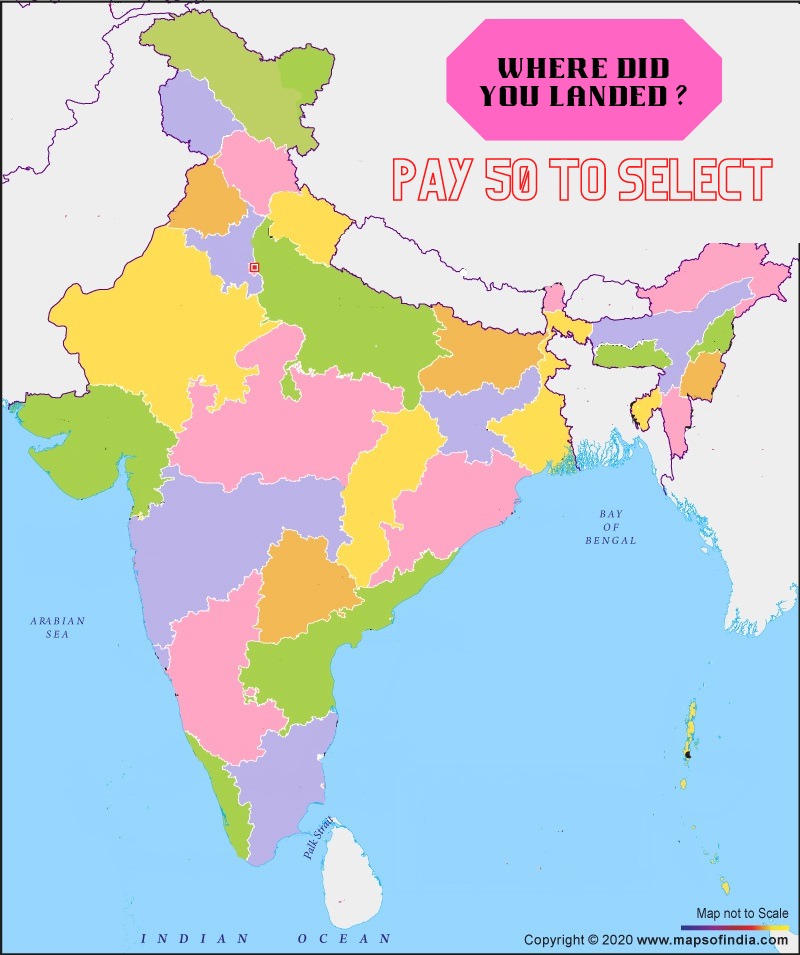 WHERE DID
YOU LANDED ?
PAY 50 TO SELECT
BAY
OF
BENGAL
ARABIAN
SEA
Palk Strait
Map not to Scale
INDIAN OCEAN
Copyright © 2020 www.mapsofindia.com